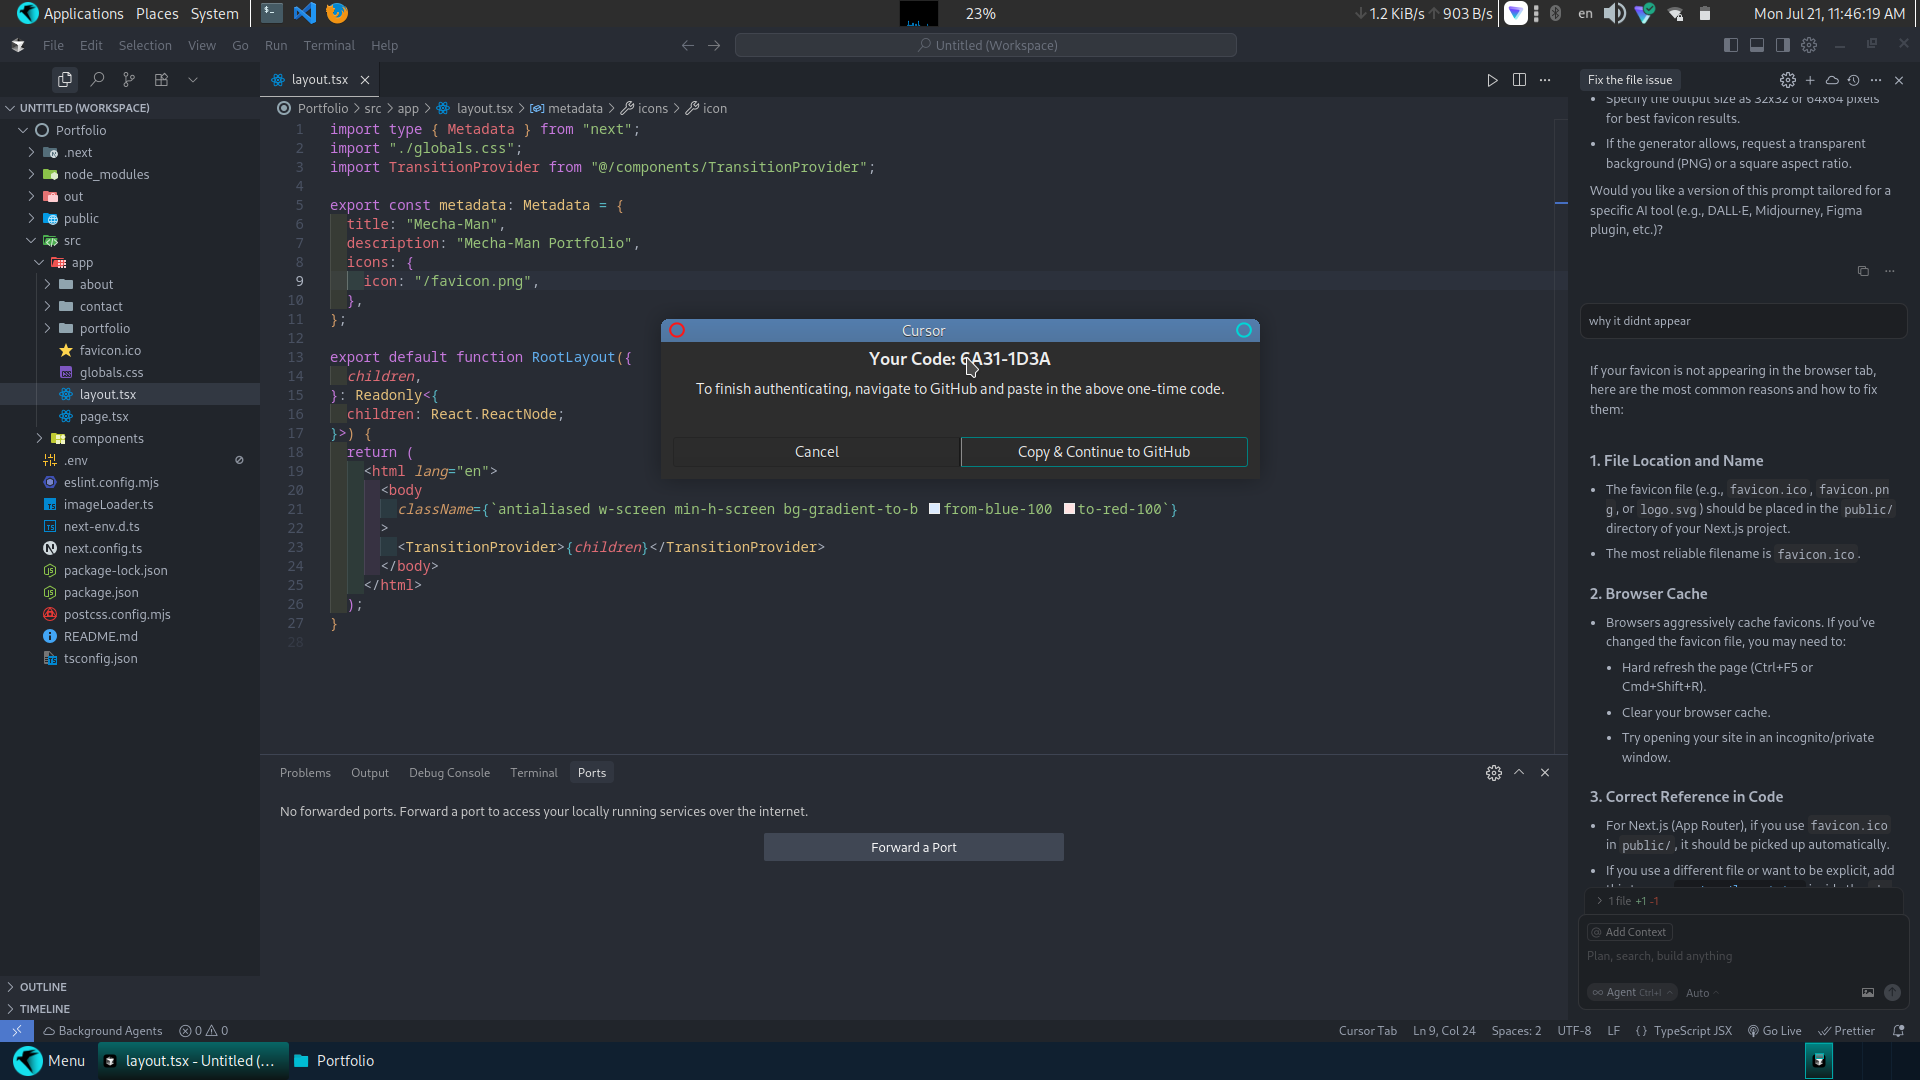 Applications Places System
23%
1.2 KiB/s 903 B/s
en
Mon Jul 21, 11:46:19 AM
File Edit Selection View Go Run Terminal Help
Untitled (Workspace)
layout.tsx
UNTITLED (WORKSPACE)
Portfolio
.next
node_modules
out
public
src
app
about
contact
portfolio
favicon.ico
globals.css
layout.tsx
page.tsx
components
.env
eslint.config.mjs
imageLoader.ts
next-env.d.ts
next.config.ts
package-lock.json
package.json
postcss.config.mjs
README.md
tsconfig.json
OUTLINE
TIMELINE
Portfolio > src > app > layout.tsx > metadata > icons > icon
1 import type { Metadata } from "next";
2 import "./globals.css";
3 import TransitionProvider from "@/components/TransitionProvider";
4
5 export const metadata: Metadata = {
6 title: "Mecha-Man",
7 description: "Mecha-Man Portfolio",
8 icons: {
9 icon: "/favicon.png",
10 },
11 };
12
13 export default function RootLayout({
14 children,
15 }: Readonly<{
16 children: React.ReactNode;
17 }>) {
18 return (
19 <html lang="en">
20 <body
21 className={`antialiased w-screen min-h-screen bg-gradient-to-b from-blue-100 to-red-100`}
22 >
23 <TransitionProvider>{children}</TransitionProvider>
24 </body>
25 </html>
26 );
27 }
28
Cursor
Your Code: 6A31-1D3A
To finish authenticating, navigate to GitHub and paste in the above one-time code.
Cancel
Copy & Continue to GitHub
Problems Output Debug Console Terminal Ports
No forwarded ports. Forward a port to access your locally running services over the internet.
Forward a Port
Fix the file issue
Specify the output size as 32x32 or 64x64 pixels
for best favicon results.
If the generator allows, request a transparent
background (PNG) or a square aspect ratio.
Would you like a version of this prompt tailored for a
specific AI tool (e.g., DALL·E, Midjourney, Figma
plugin, etc.)?
why it didnt appear
If your favicon is not appearing in the browser tab,
here are the most common reasons and how to fix
them:
1. File Location and Name
The favicon file (e.g., favicon.ico, favicon.pn
g, or logo.svg) should be placed in the public/
directory of your Next.js project.
The most reliable filename is favicon.ico.
2. Browser Cache
Browsers aggressively cache favicons. If you've
changed the favicon file, you may need to:
Hard refresh the page (Ctrl+F5 or
Cmd+Shift+R).
Clear your browser cache.
Try opening your site in an incognito/private
window.
3. Correct Reference in Code
For Next.js (App Router), if you use favicon.ico
in public/, it should be picked up automatically.
If you use a different file or want to be explicit, add
1 file +1 -1
@ Add Context
Plan, search, build anything
Agent Ctrl+I Auto
Background Agents 0 0
Cursor Tab Ln 9, Col 24 Spaces: 2 UTF-8 LF {} TypeScript JSX Go Live Prettier
Menu layout.tsx - Untitled (... Portfolio